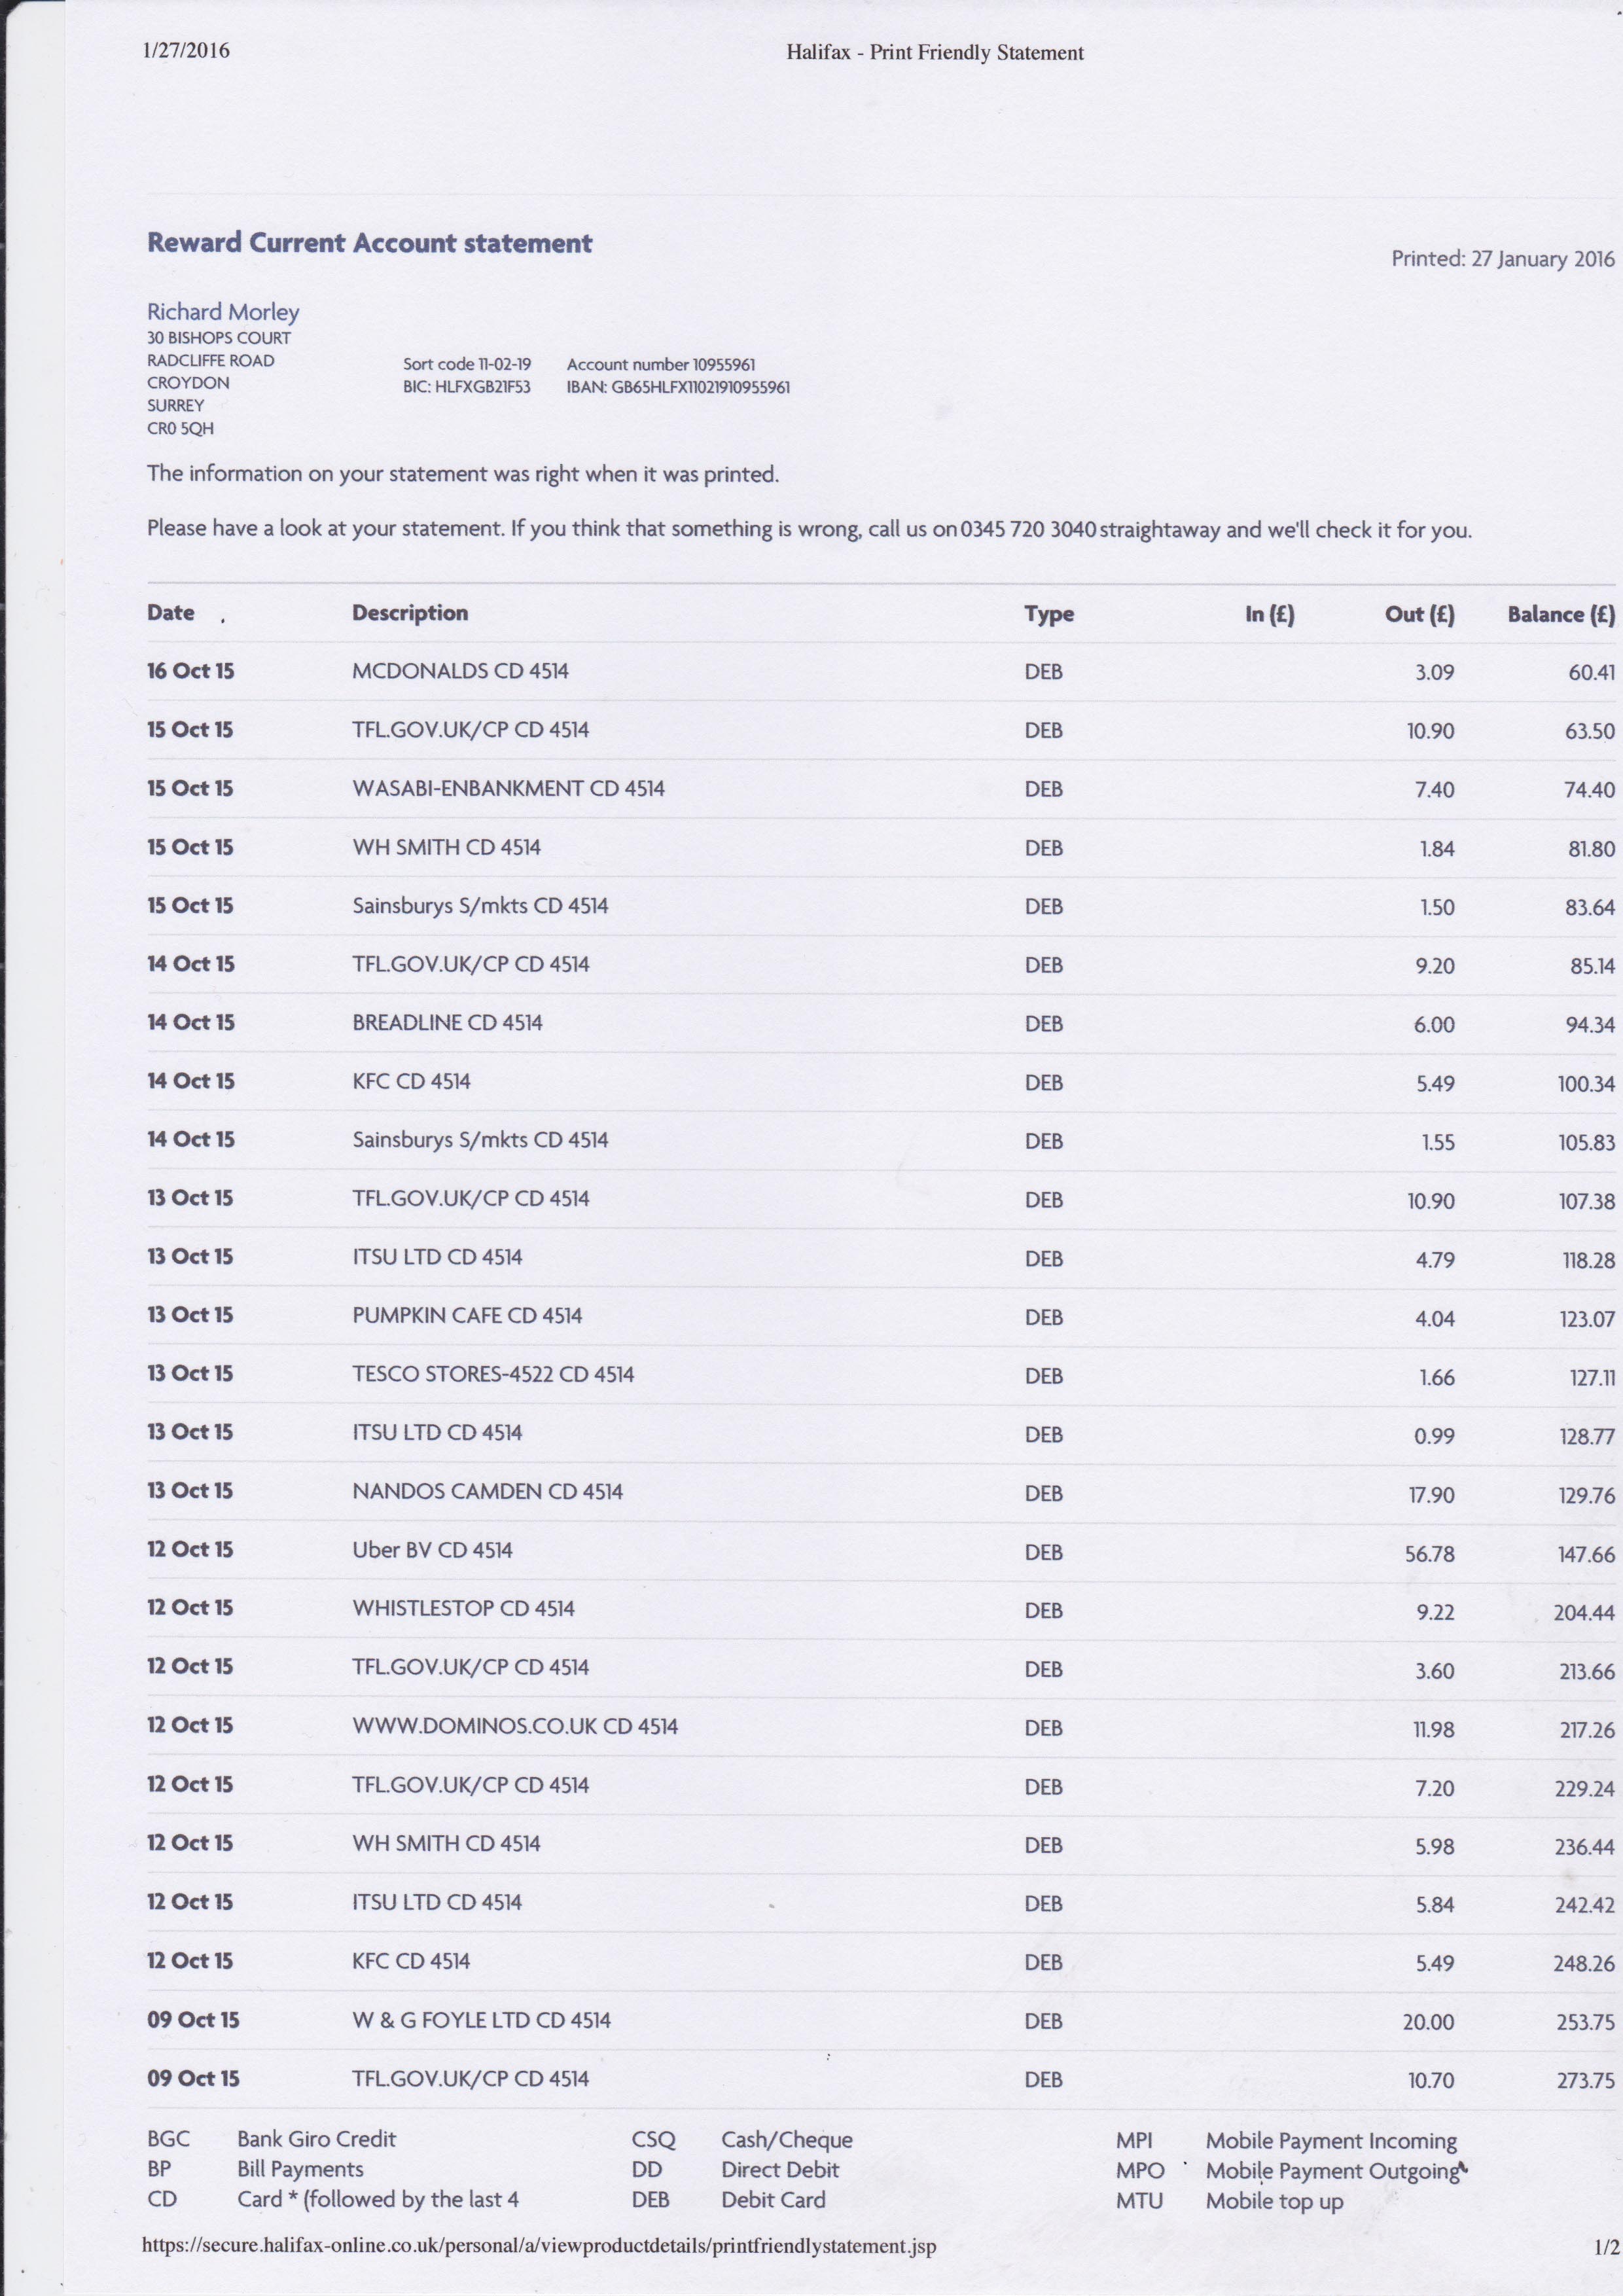 1/27/2016 Halifax - Print Friendly Statement
Reward Current Account statement
Printed: 27 January 2016
Richard Morley
30 BISHOPS COURT
RADCLIFFE ROAD
CROYDON
SURREY
CR0 5QH
Sort code 11-02-19 Account number 10955961
BIC: HLFXGB21F53 IBAN: GB65HLFX11021910955961
The information on your statement was right when it was printed.
Please have a look at your statement. If you think that something is wrong, call us on 0345 720 3040 straightaway and we'll check it for you.
Date Description Type In (£) Out (£) Balance (£)
16 Oct 15 MCDONALDS CD 4514 DEB 3.09 60.41
15 Oct 15 TFL.GOV.UK/CP CD 4514 DEB 10.90 63.50
15 Oct 15 WASABI-ENBANKMENT CD 4514 DEB 7.40 74.40
15 Oct 15 WH SMITH CD 4514 DEB 1.84 81.80
15 Oct 15 Sainsburys S/mkts CD 4514 DEB 1.50 83.64
14 Oct 15 TFL.GOV.UK/CP CD 4514 DEB 9.20 85.14
14 Oct 15 BREADLINE CD 4514 DEB 6.00 94.34
14 Oct 15 KFC CD 4514 DEB 5.49 100.34
14 Oct 15 Sainsburys S/mkts CD 4514 DEB 1.55 105.83
13 Oct 15 TFL.GOV.UK/CP CD 4514 DEB 10.90 107.38
13 Oct 15 ITSU LTD CD 4514 DEB 4.79 118.28
13 Oct 15 PUMPKIN CAFE CD 4514 DEB 4.04 123.07
13 Oct 15 TESCO STORES-4522 CD 4514 DEB 1.66 127.11
13 Oct 15 ITSU LTD CD 4514 DEB 0.99 128.77
13 Oct 15 NANDOS CAMDEN CD 4514 DEB 17.90 129.76
12 Oct 15 Uber BV CD 4514 DEB 56.78 147.66
12 Oct 15 WHISTLESTOP CD 4514 DEB 9.22 204.44
12 Oct 15 TFL.GOV.UK/CP CD 4514 DEB 3.60 213.66
12 Oct 15 WWW.DOMINOS.CO.UK CD 4514 DEB 11.98 217.26
12 Oct 15 TFL.GOV.UK/CP CD 4514 DEB 7.20 229.24
12 Oct 15 WH SMITH CD 4514 DEB 5.98 236.44
12 Oct 15 ITSU LTD CD 4514 DEB 5.84 242.42
12 Oct 15 KFC CD 4514 DEB 5.49 248.26
09 Oct 15 W & G FOYLE LTD CD 4514 DEB 20.00 253.75
09 Oct 15 TFL.GOV.UK/CP CD 4514 DEB 10.70 273.75
BGC Bank Giro Credit CSQ Cash/Cheque MPI Mobile Payment Incoming
BP Bill Payments DD Direct Debit MPO Mobile Payment Outgoing
CD Card * (followed by the last 4 DEB Debit Card MTU Mobile top up
https://secure.halifax-online.co.uk/personal/a/viewproductdetails/printfriendlystatement.jsp 1/2